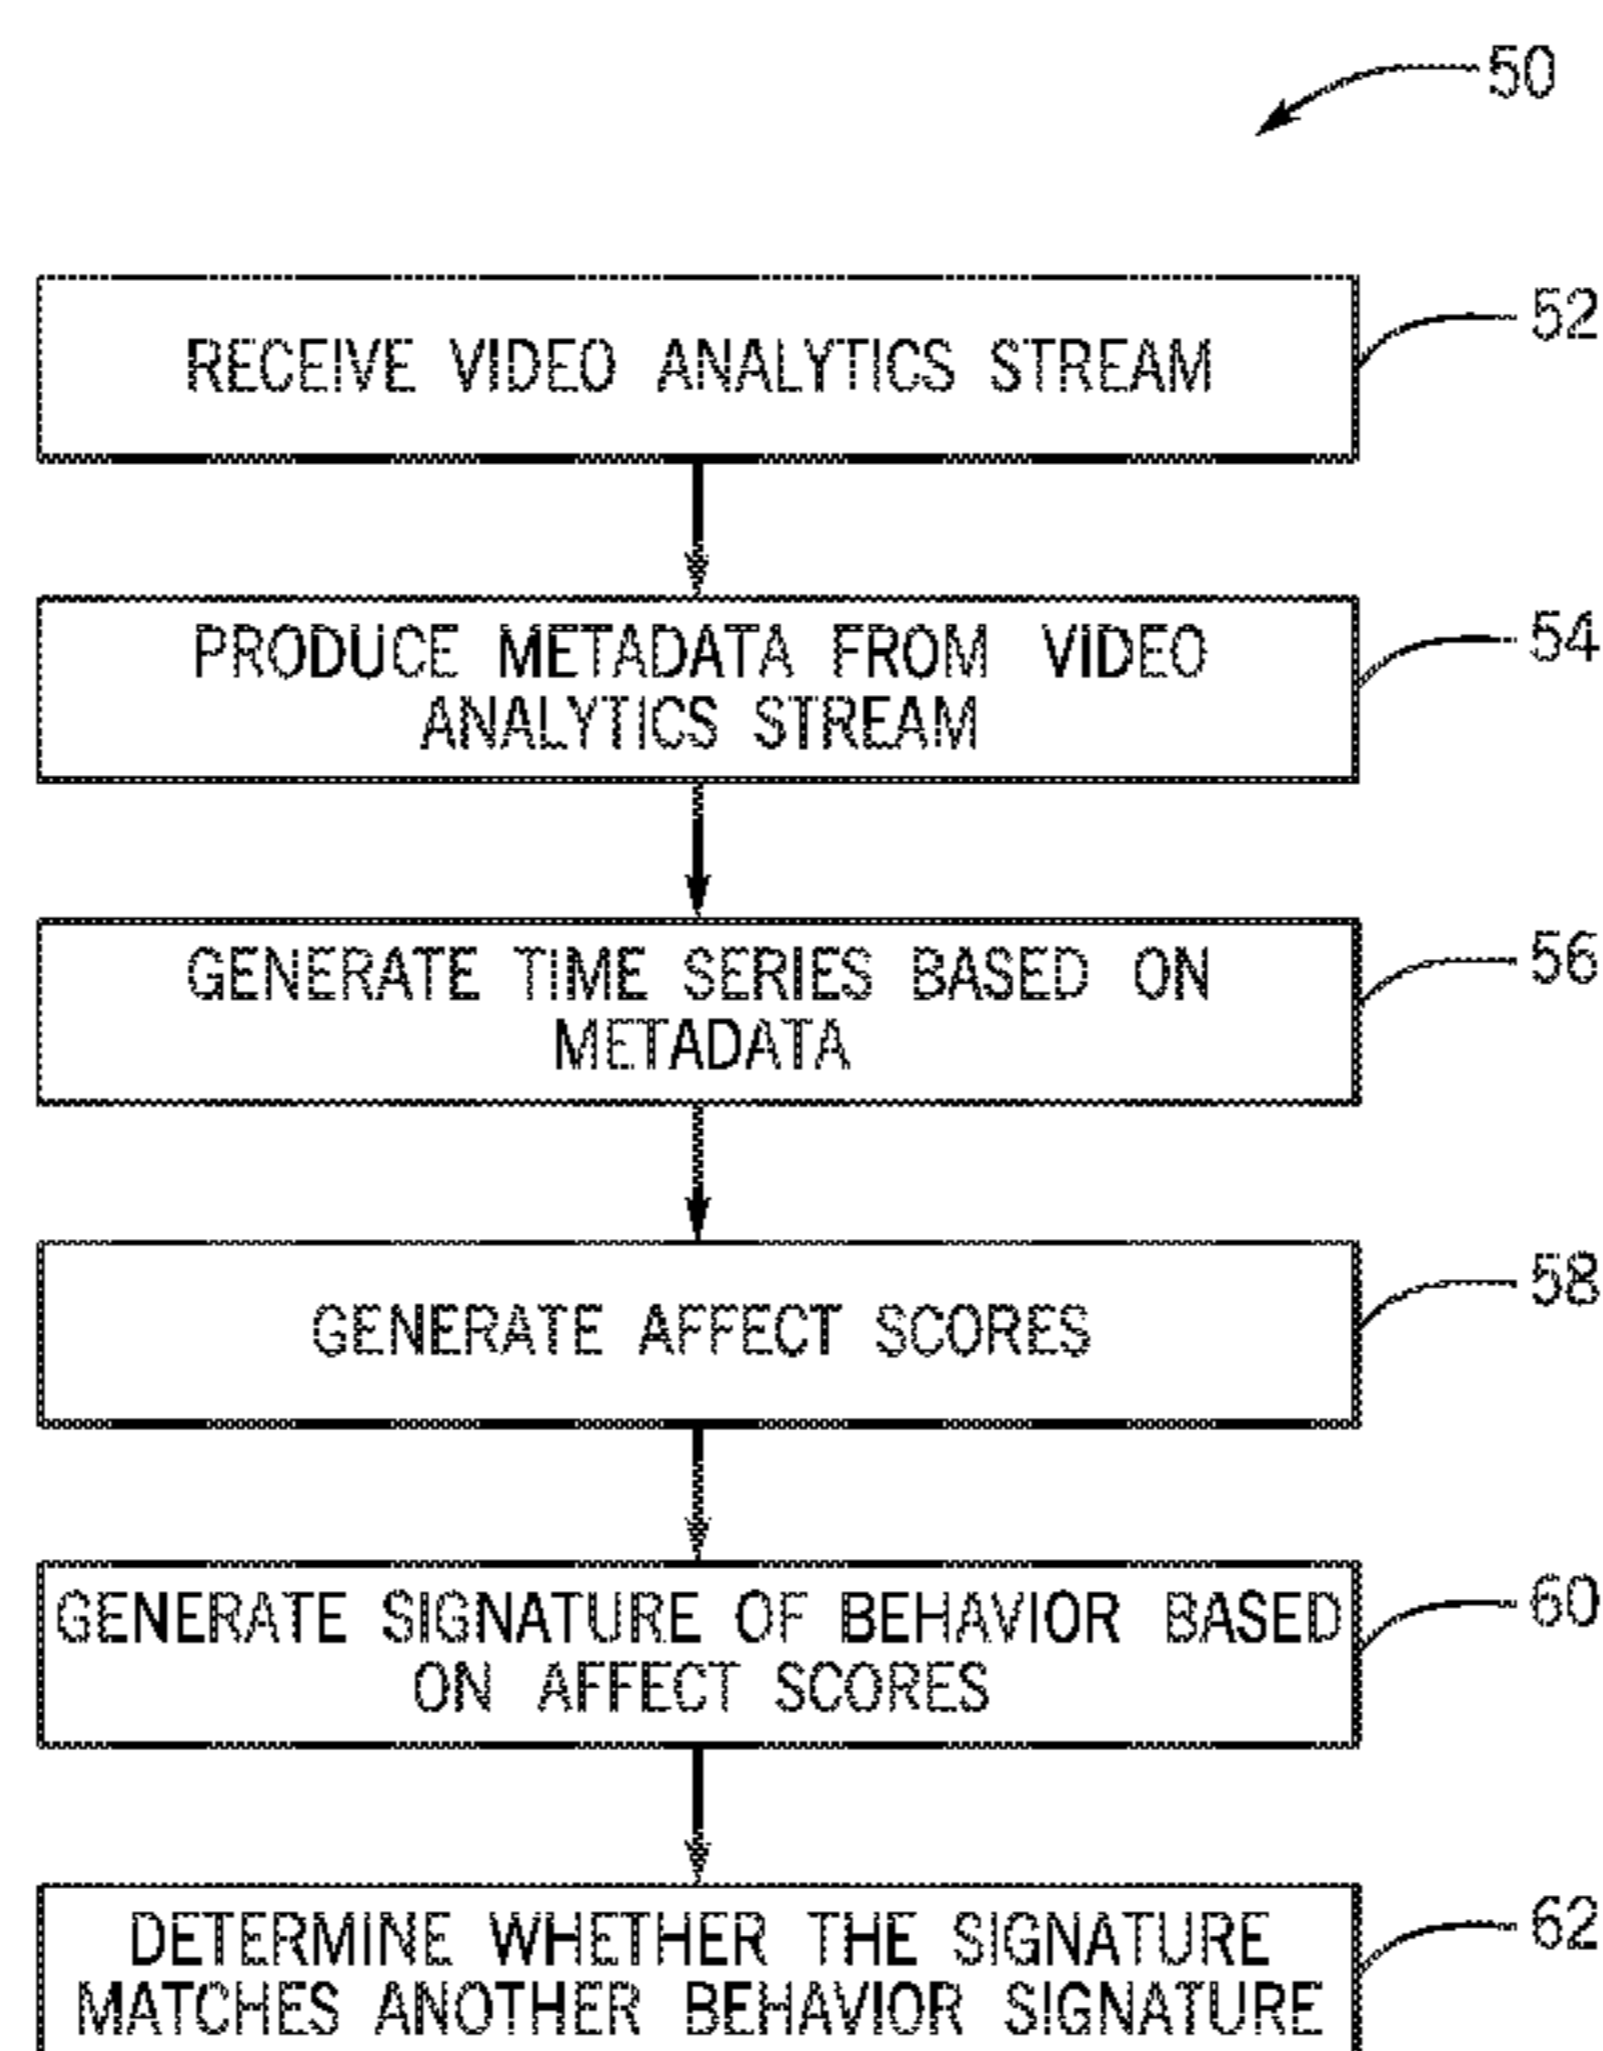 50
RECEIVE VIDEO ANALYTICS STREAM
52
PRODUCE METADATA FROM VIDEO
ANALYTICS STREAM
54
GENERATE TIME SERIES BASED ON
METADATA
56
GENERATE AFFECT SCORES
58
GENERATE SIGNATURE OF BEHAVIOR BASED
ON AFFECT SCORES
60
DETERMINE WHETHER THE SIGNATURE
MATCHES ANOTHER BEHAVIOR SIGNATURE
62